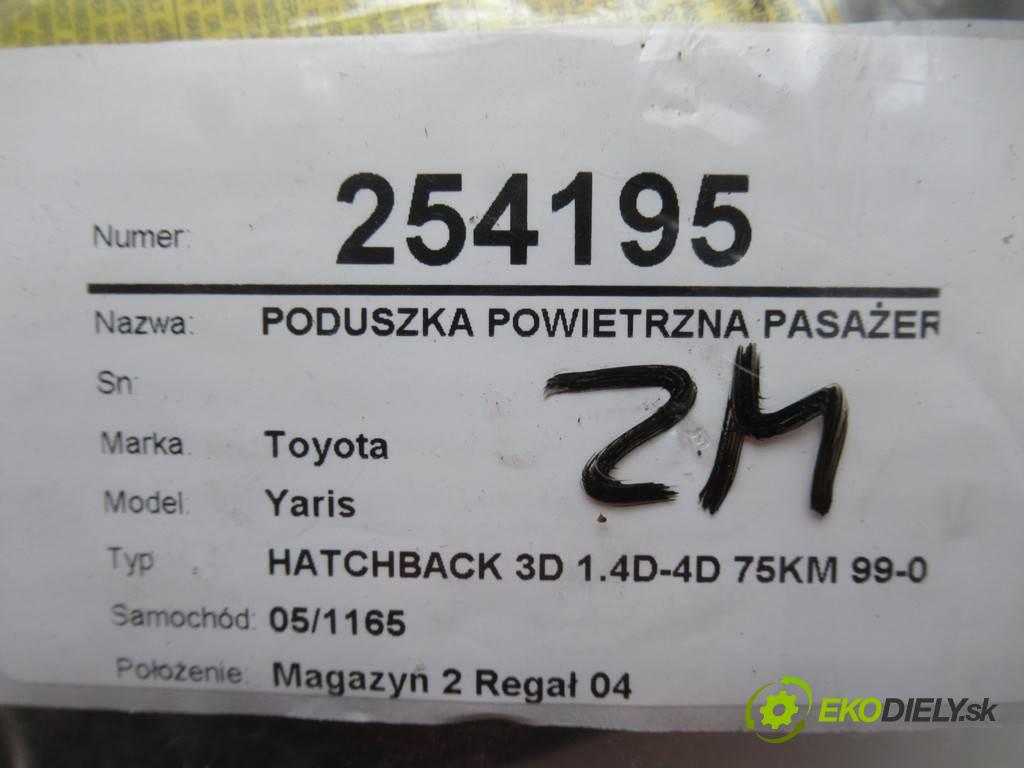 Numer: 254195
Nazwa: PODUSZKA POWIETRZNA PASAŻER
Sn:
Marka: Toyota
Model: Yaris
Typ : HATCHBACK 3D 1.4D-4D 75KM 99-0
Samochód: 05/1165
Położenie: Magazyn 2 Regał 04
EKODIELY.sk